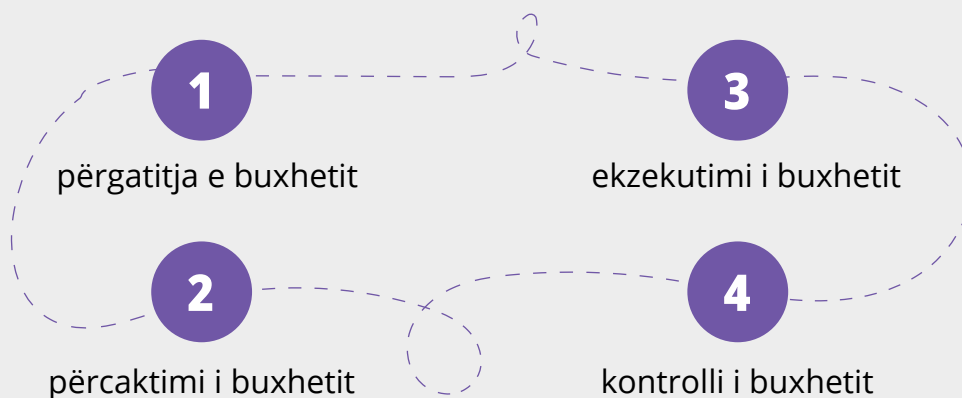 1
përgatitja e buxhetit
2
përcaktimi i buxhetit
3
ekzekutimi i buxhetit
4
kontrolli i buxhetit